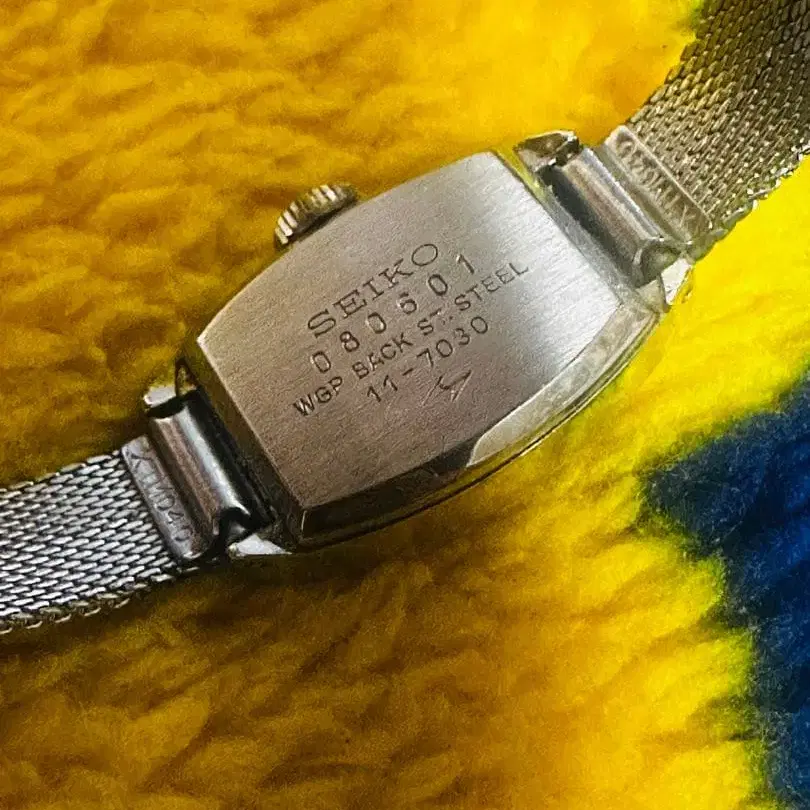 SEIKO
080601
WGP BACK ST.STEEL
11-7030